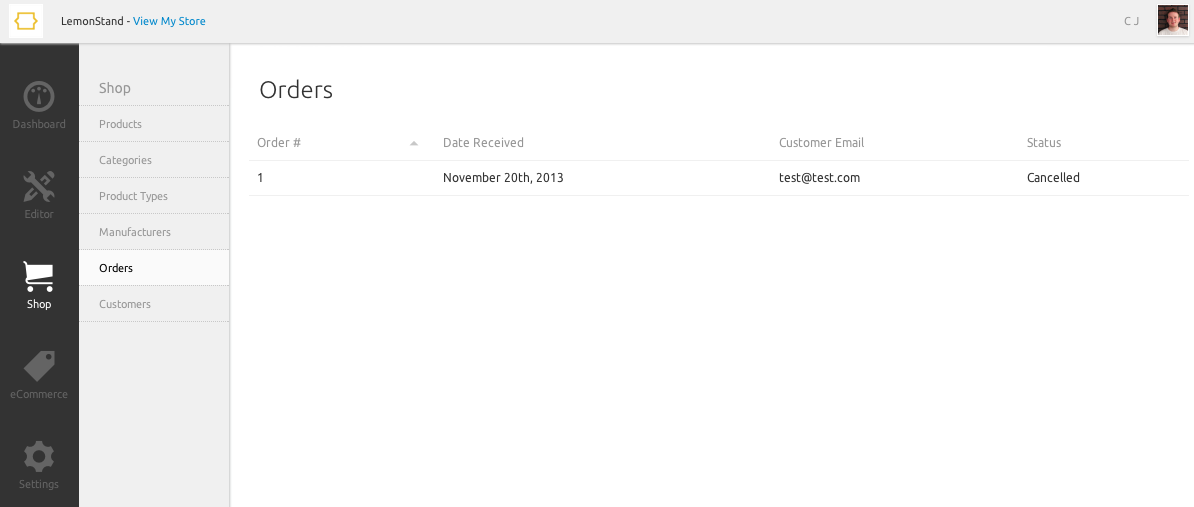 LemonStand - View My Store
C J
Dashboard
Editor
Shop
eCommerce
Settings
Shop
Products
Categories
Product Types
Manufacturers
Orders
Customers
Orders
Order # Date Received Customer Email Status
1 November 20th, 2013 test@test.com Cancelled